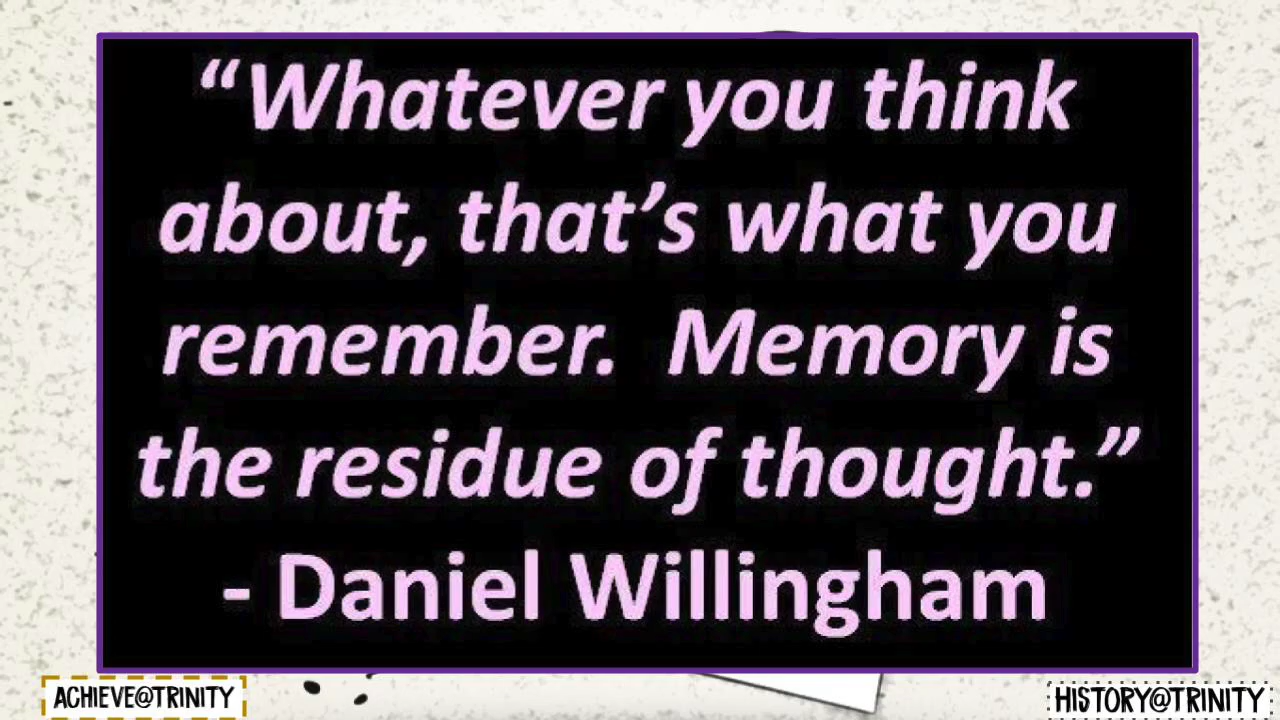 “Whatever you think
about, that’s what you
remember.  Memory is
the residue of thought.”
- Daniel Willingham
ACHIEVE@TRINITY
HISTORY@TRINITY